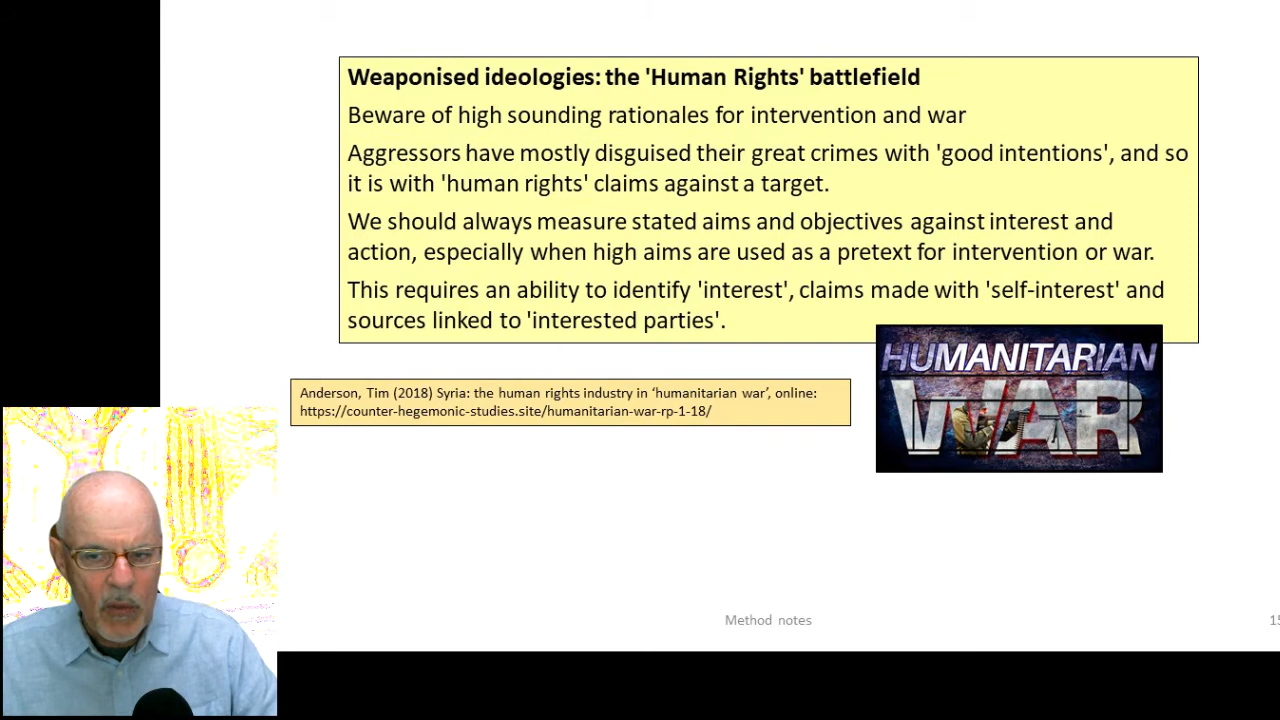 Weaponised ideologies: the 'Human Rights' battlefield
Beware of high sounding rationales for intervention and war
Aggressors have mostly disguised their great crimes with 'good intentions', and so
it is with 'human rights' claims against a target.
We should always measure stated aims and objectives against interest and
action, especially when high aims are used as a pretext for intervention or war.
This requires an ability to identify 'interest', claims made with 'self-interest' and
sources linked to 'interested parties'.
HUMANITARIAN
WAR
Anderson, Tim (2018) Syria: the human rights industry in ‘humanitarian war’, online:
https://counter-hegemonic-studies.site/humanitarian-war-rp-1-18/
Method notes
15